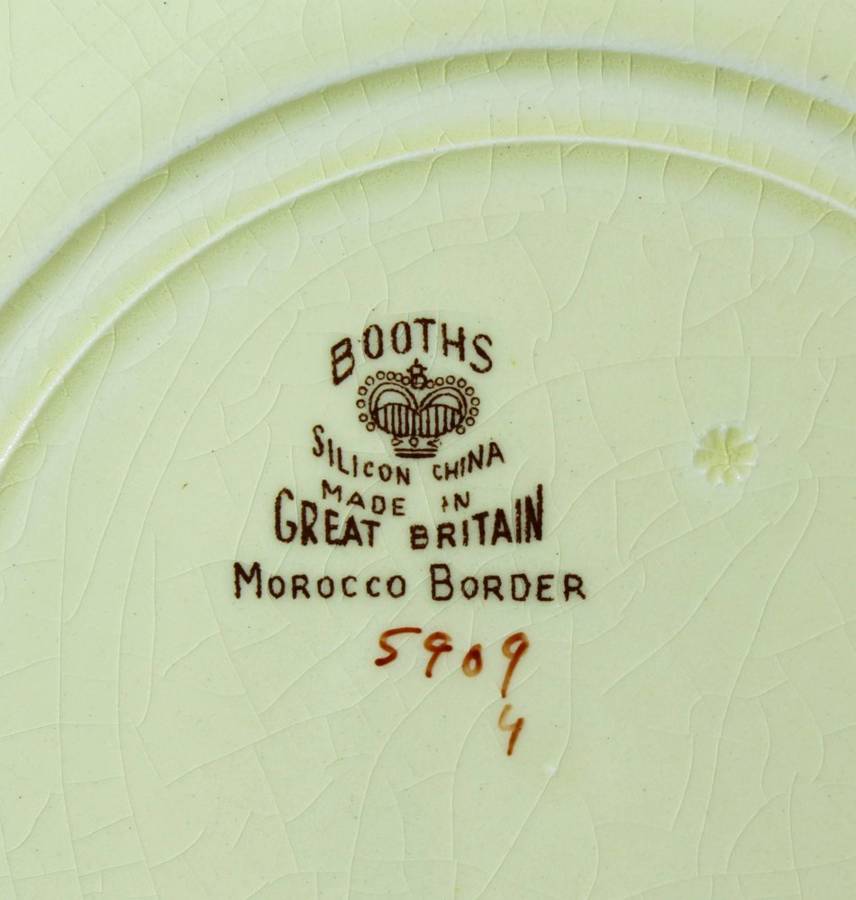 BOOTHS
SILICON CHINA
MADE IN
GREAT BRITAIN
MOROCCO BORDER
5909
4